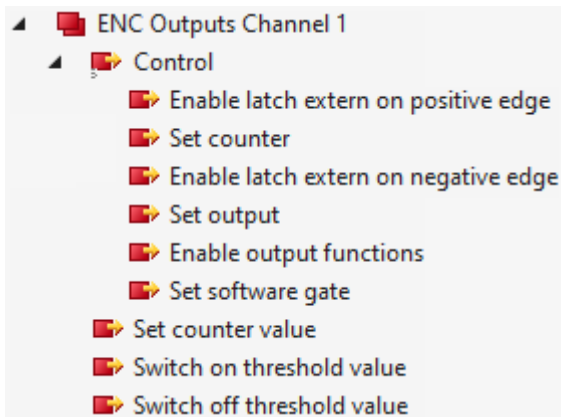 ENC Outputs Channel 1
Control
Enable latch extern on positive edge
Set counter
Enable latch extern on negative edge
Set output
Enable output functions
Set software gate
Set counter value
Switch on threshold value
Switch off threshold value